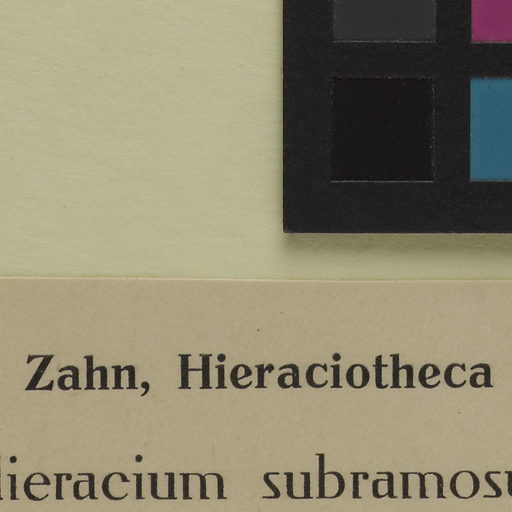 Zahn, Hieraciotheca
ieracium subramos